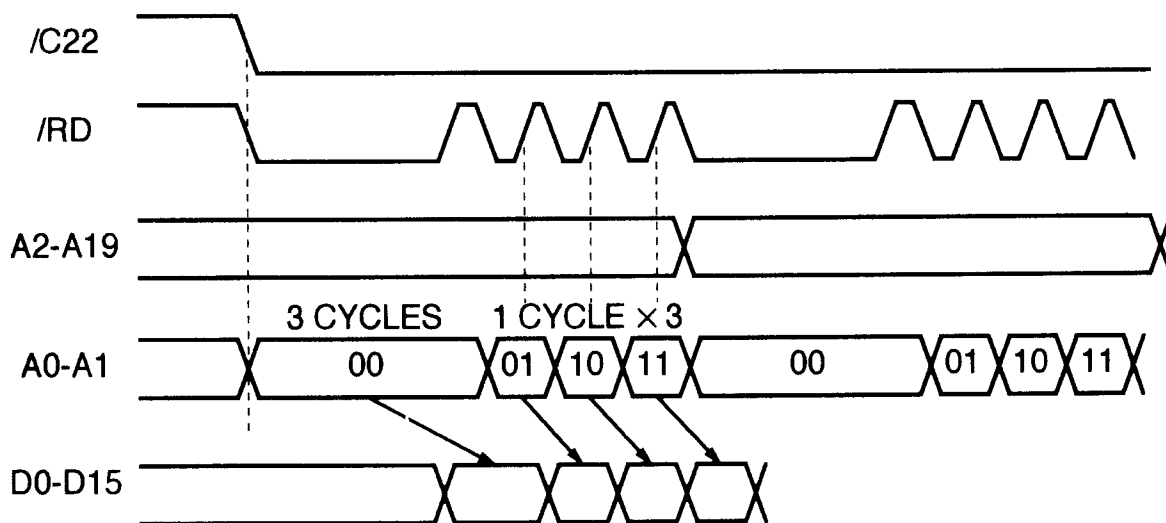 /C22
/RD
A2-A19
3 CYCLES 1 CYCLE × 3
A0-A1 00 01 10 11 00 01 10 11
D0-D15